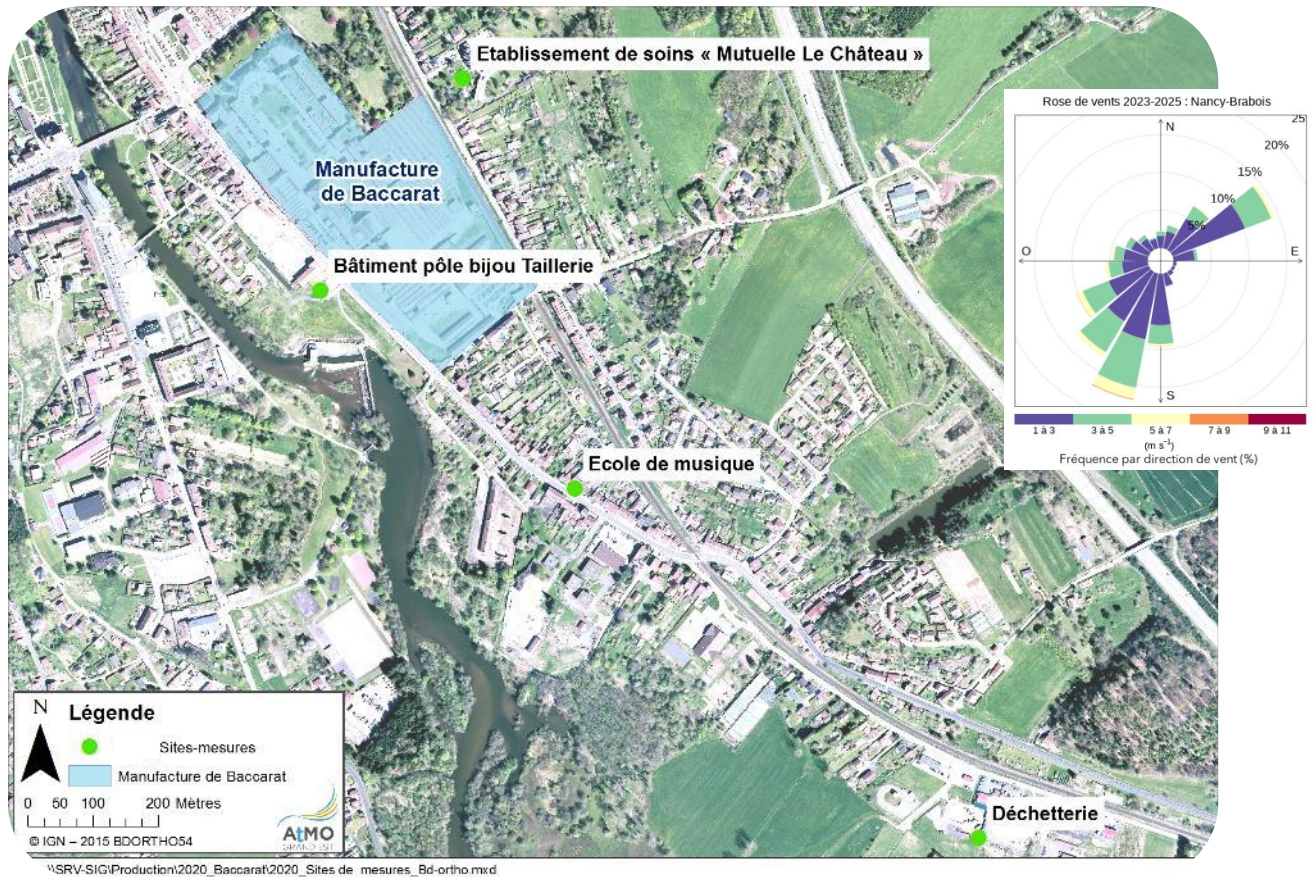 Etablissement de soins « Mutuelle Le Château »
Manufacture
de Baccarat
Bâtiment pôle bijou Taillerie
Ecole de musique
Déchetterie
Rose de vents 2023-2025 : Nancy-Brabois
N
25
20%
15%
10%
5%
O
E
S
1 à 3 3 à 5 5 à 7 7 à 9 9 à 11
(m s⁻¹)
Fréquence par direction de vent (%)
N
Légende
Sites-mesures
Manufacture de Baccarat
0 50 100 200 Mètres
© IGN – 2015 BDORTHO54
AtMO
GRAND EST
\\SRV-SIG\Production\2020_Baccarat\2020_Sites de_mesures_Bd-ortho.mxd